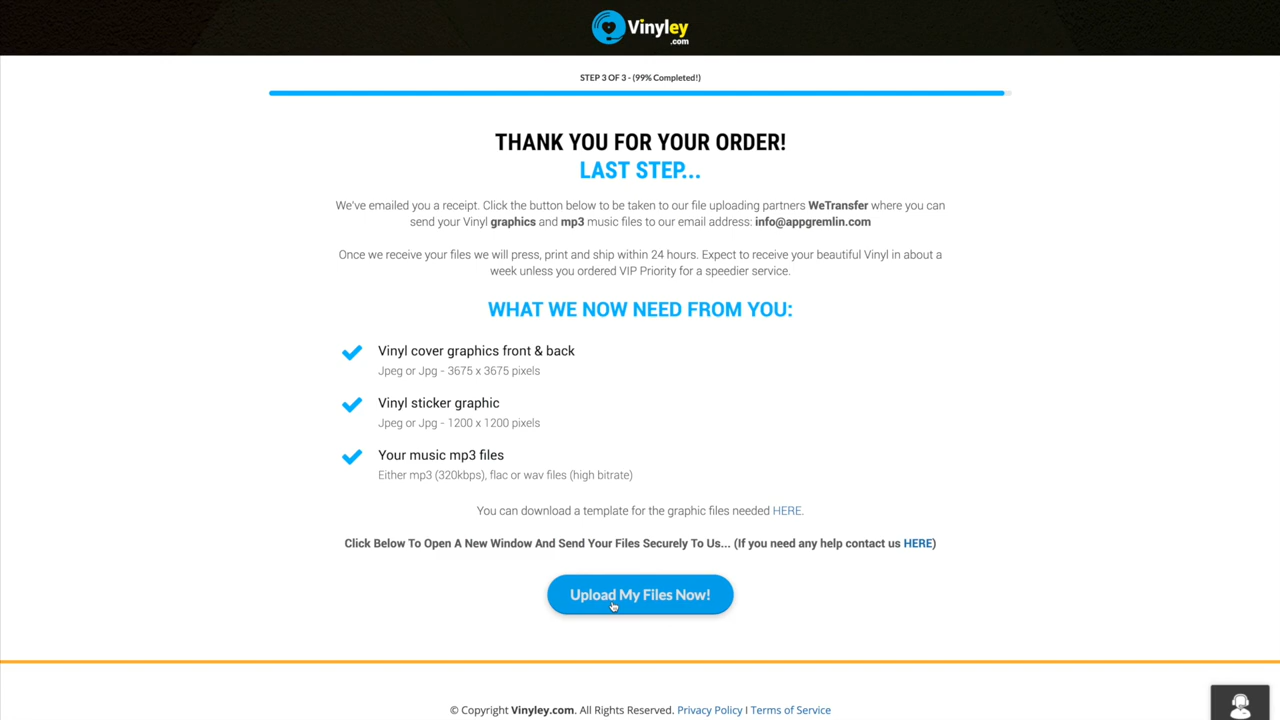 Vinyley
.com
STEP 3 OF 3 - (99% Completed!)
THANK YOU FOR YOUR ORDER!
LAST STEP...
We've emailed you a receipt. Click the button below to be taken to our file uploading partners WeTransfer where you can
send your Vinyl graphics and mp3 music files to our email address: info@appgremlin.com
Once we receive your files we will press, print and ship within 24 hours. Expect to receive your beautiful Vinyl in about a
week unless you ordered VIP Priority for a speedier service.
WHAT WE NOW NEED FROM YOU:
Vinyl cover graphics front & back
Jpeg or Jpg - 3675 x 3675 pixels
Vinyl sticker graphic
Jpeg or Jpg - 1200 x 1200 pixels
Your music mp3 files
Either mp3 (320kbps), flac or wav files (high bitrate)
You can download a template for the graphic files needed HERE.
Click Below To Open A New Window And Send Your Files Securely To Us... (If you need any help contact us HERE)
Upload My Files Now!
© Copyright Vinyley.com. All Rights Reserved. Privacy Policy I Terms of Service